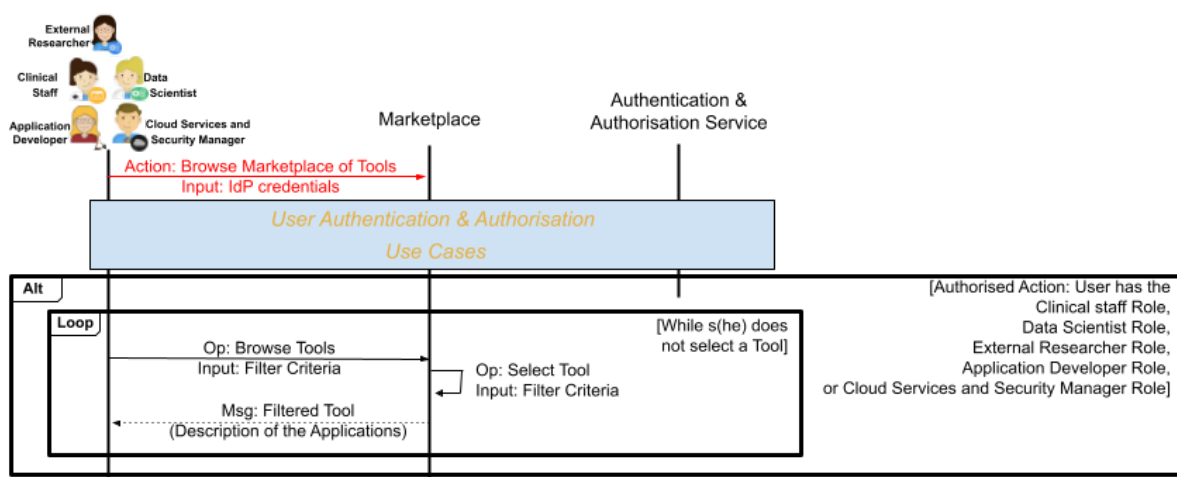 External
Researcher
Clinical
Staff
Data
Scientist
Application
Developer
Cloud Services and
Security Manager
Marketplace
Authentication &
Authorisation Service
Action: Browse Marketplace of Tools
Input: IdP credentials
User Authentication & Authorisation
Use Cases
Alt
[Authorised Action: User has the
Clinical staff Role,
Data Scientist Role,
External Researcher Role,
Application Developer Role,
or Cloud Services and Security Manager Role]
Loop
[While s(he) does
not select a Tool]
Op: Browse Tools
Input: Filter Criteria
Op: Select Tool
Input: Filter Criteria
Msg: Filtered Tool
(Description of the Applications)